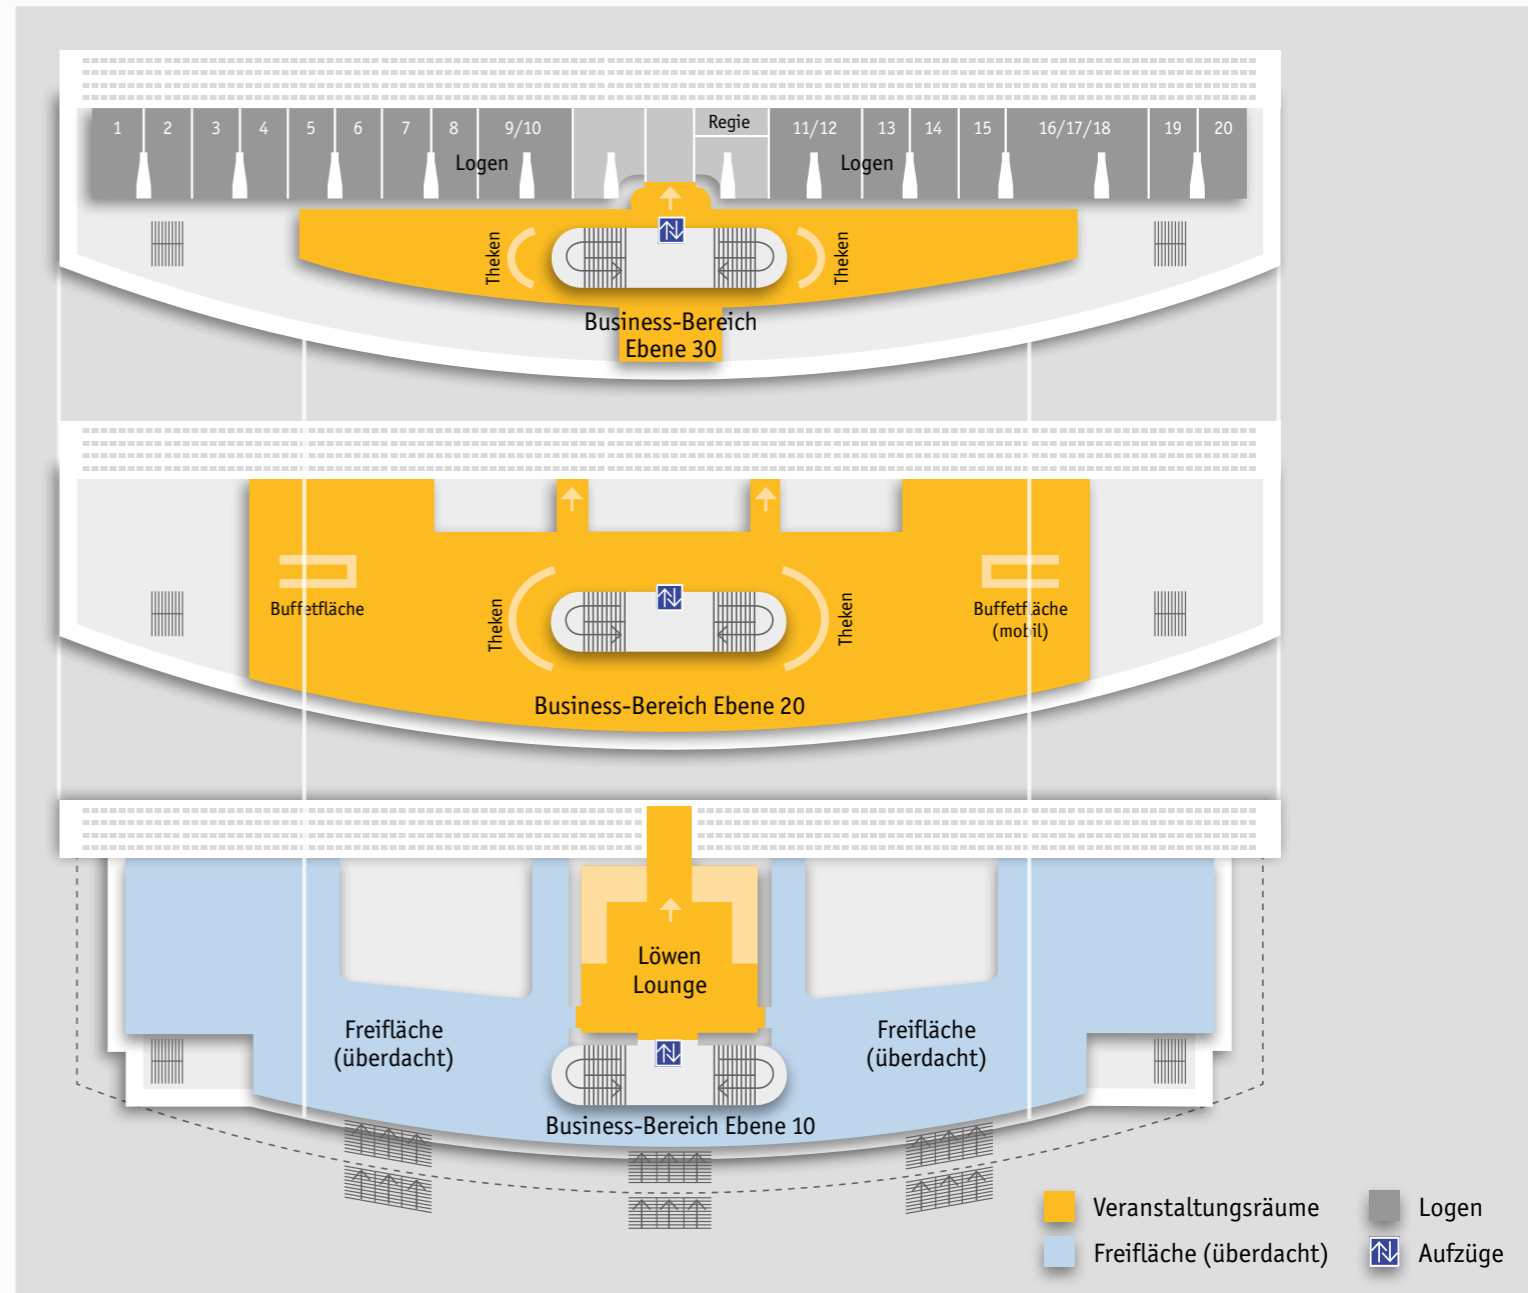 1 2 3 4 5 6 7 8 9/10 Regie 11/12 13 14 15 16/17/18 19 20
Logen Logen
Theken Theken
Business-Bereich
Ebene 30
Buffetfläche
Theken Theken
Buffetfläche
(mobil)
Business-Bereich Ebene 20
Löwen
Lounge
Freifläche
(überdacht)
Freifläche
(überdacht)
Business-Bereich Ebene 10
Veranstaltungsräume
Freifläche (überdacht)
Logen
Aufzüge